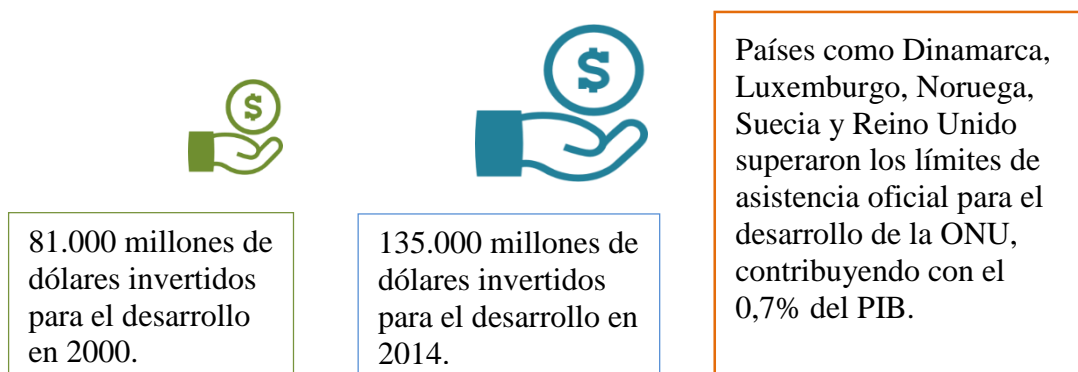 $
$
81.000 millones de
dólares invertidos
para el desarrollo
en 2000.
135.000 millones de
dólares invertidos
para el desarrollo en
2014.
Países como Dinamarca,
Luxemburgo, Noruega,
Suecia y Reino Unido
superaron los límites de
asistencia oficial para el
desarrollo de la ONU,
contribuyendo con el
0,7% del PIB.